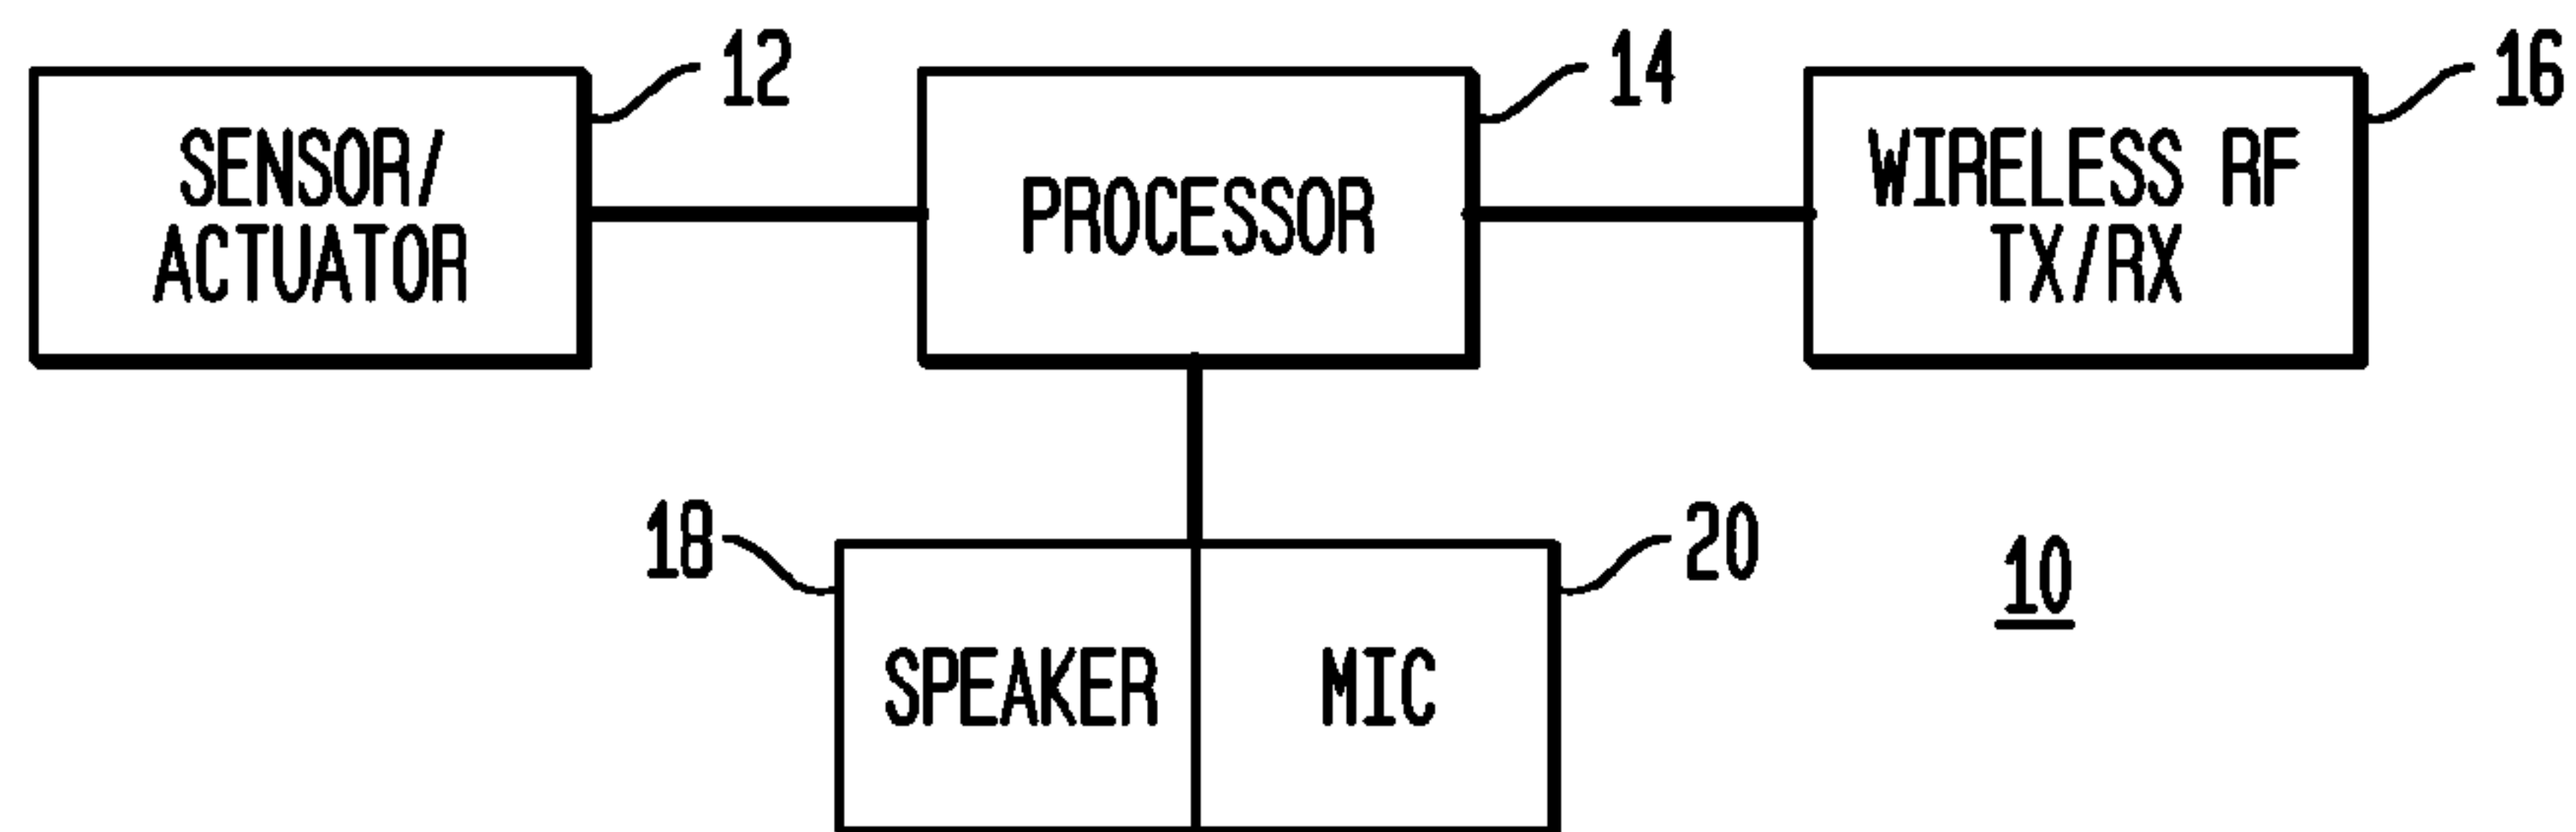 12
14
16
SENSOR/
ACTUATOR
PROCESSOR
WIRELESS RF
TX/RX
18
20
10
SPEAKER
MIC